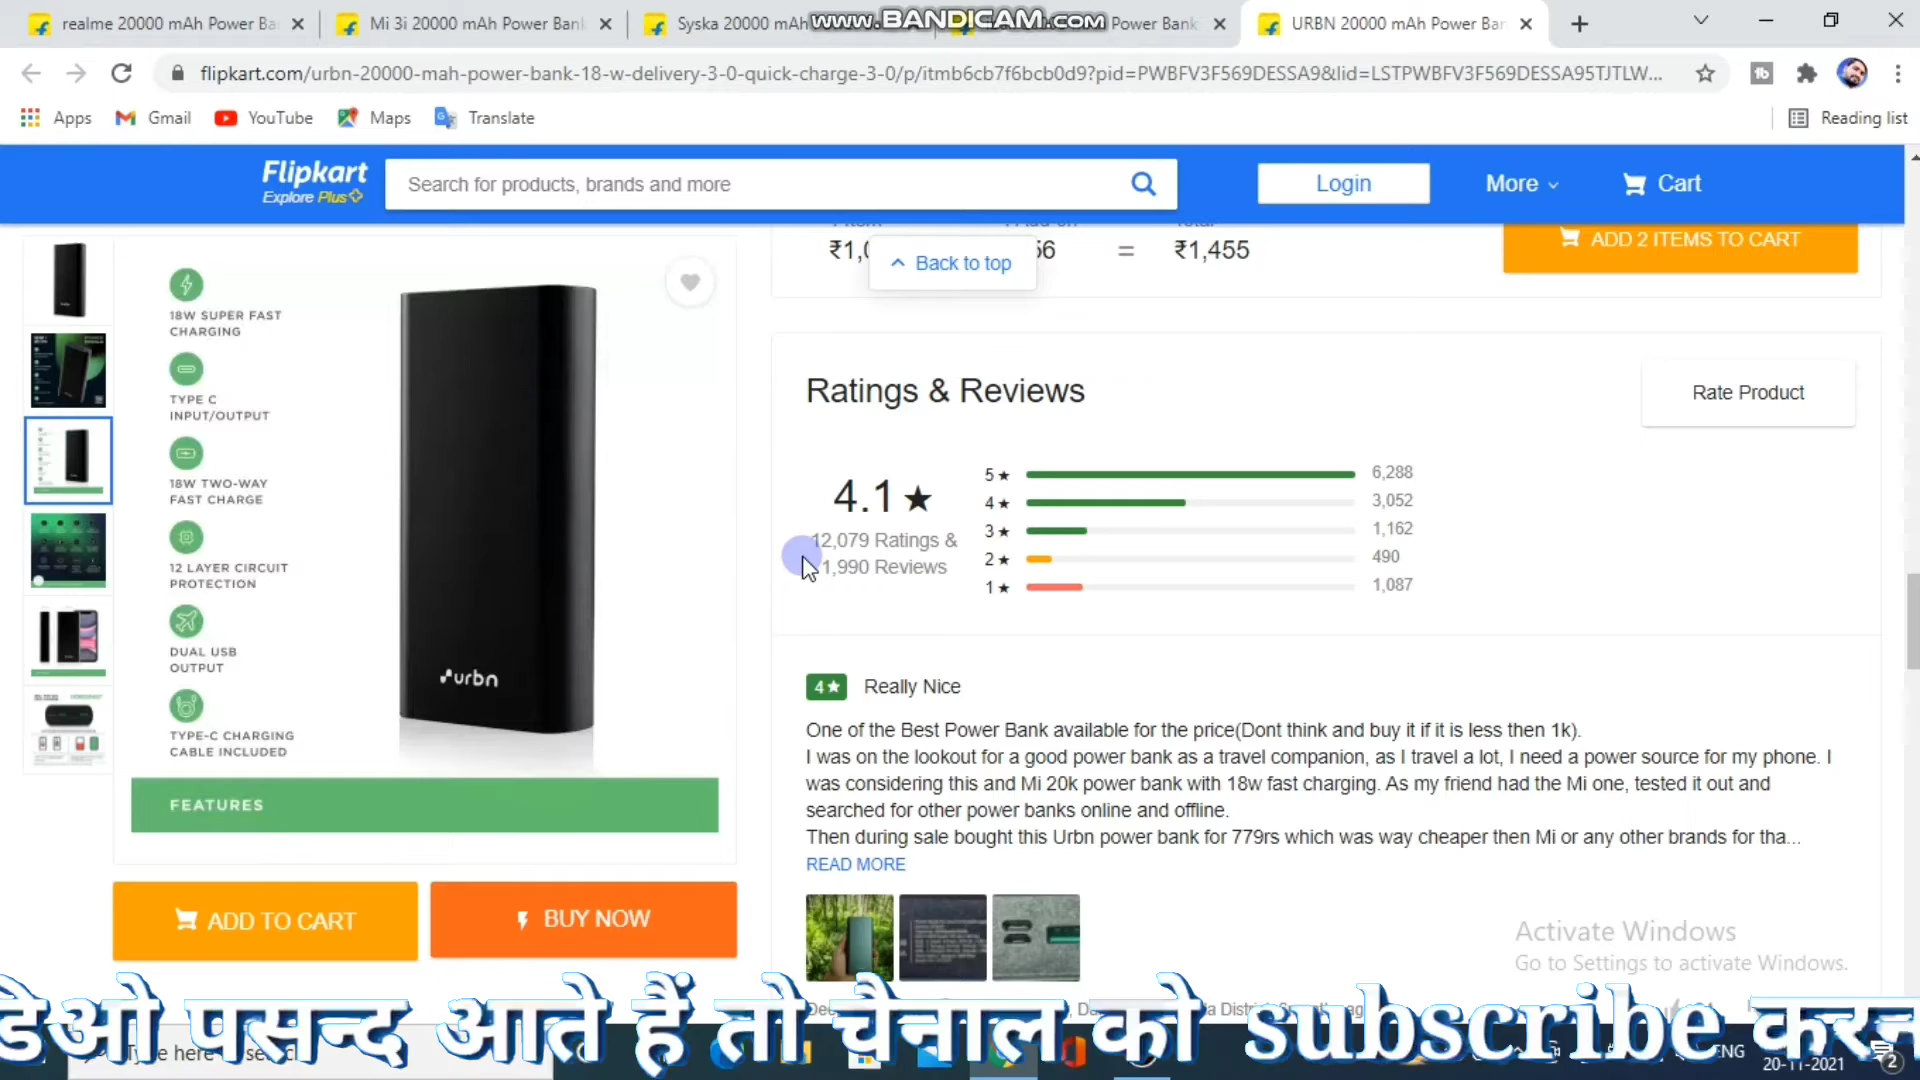 realme 20000 mAh Power Ba
Mi 3i 20000 mAh Power Bank
Syska 20000 mAh
Power Bank
URBN 20000 mAh Power Ban
www.BANDICAM.com
flipkart.com/urbn-20000-mah-power-bank-18-w-delivery-3-0-quick-charge-3-0/p/itmb6cb7f6bcb0d9?pid=PWBFV3F569DESSA9&lid=LSTPWBFV3F569DESSA95TJTLW...
Apps
Gmail
YouTube
Maps
Translate
Reading list
Flipkart
Explore Plus
Search for products, brands and more
Login
More
Cart
₹1,0
56
=
₹1,455
Back to top
ADD 2 ITEMS TO CART
18W SUPER FAST
CHARGING
TYPE C
INPUT/OUTPUT
18W TWO-WAY
FAST CHARGE
12 LAYER CIRCUIT
PROTECTION
DUAL USB
OUTPUT
TYPE-C CHARGING
CABLE INCLUDED
urbn
FEATURES
ADD TO CART
BUY NOW
Ratings & Reviews
Rate Product
4.1★
12,079 Ratings &
1,990 Reviews
5★ 6,288
4★ 3,052
3★ 1,162
2★ 490
1★ 1,087
4★ Really Nice
One of the Best Power Bank available for the price(Dont think and buy it if it is less then 1k).
I was on the lookout for a good power bank as a travel companion, as I travel a lot, I need a power source for my phone. I
was considering this and Mi 20k power bank with 18w fast charging. As my friend had the Mi one, tested it out and
searched for other power banks online and offline.
Then during sale bought this Urbn power bank for 779rs which was way cheaper then Mi or any other brands for tha...
READ MORE
Activate Windows
Go to Settings to activate Windows.
डिओ पसन्द आते हैं तो चैनाल को subscribe करन
ENG
20-11-2021
2